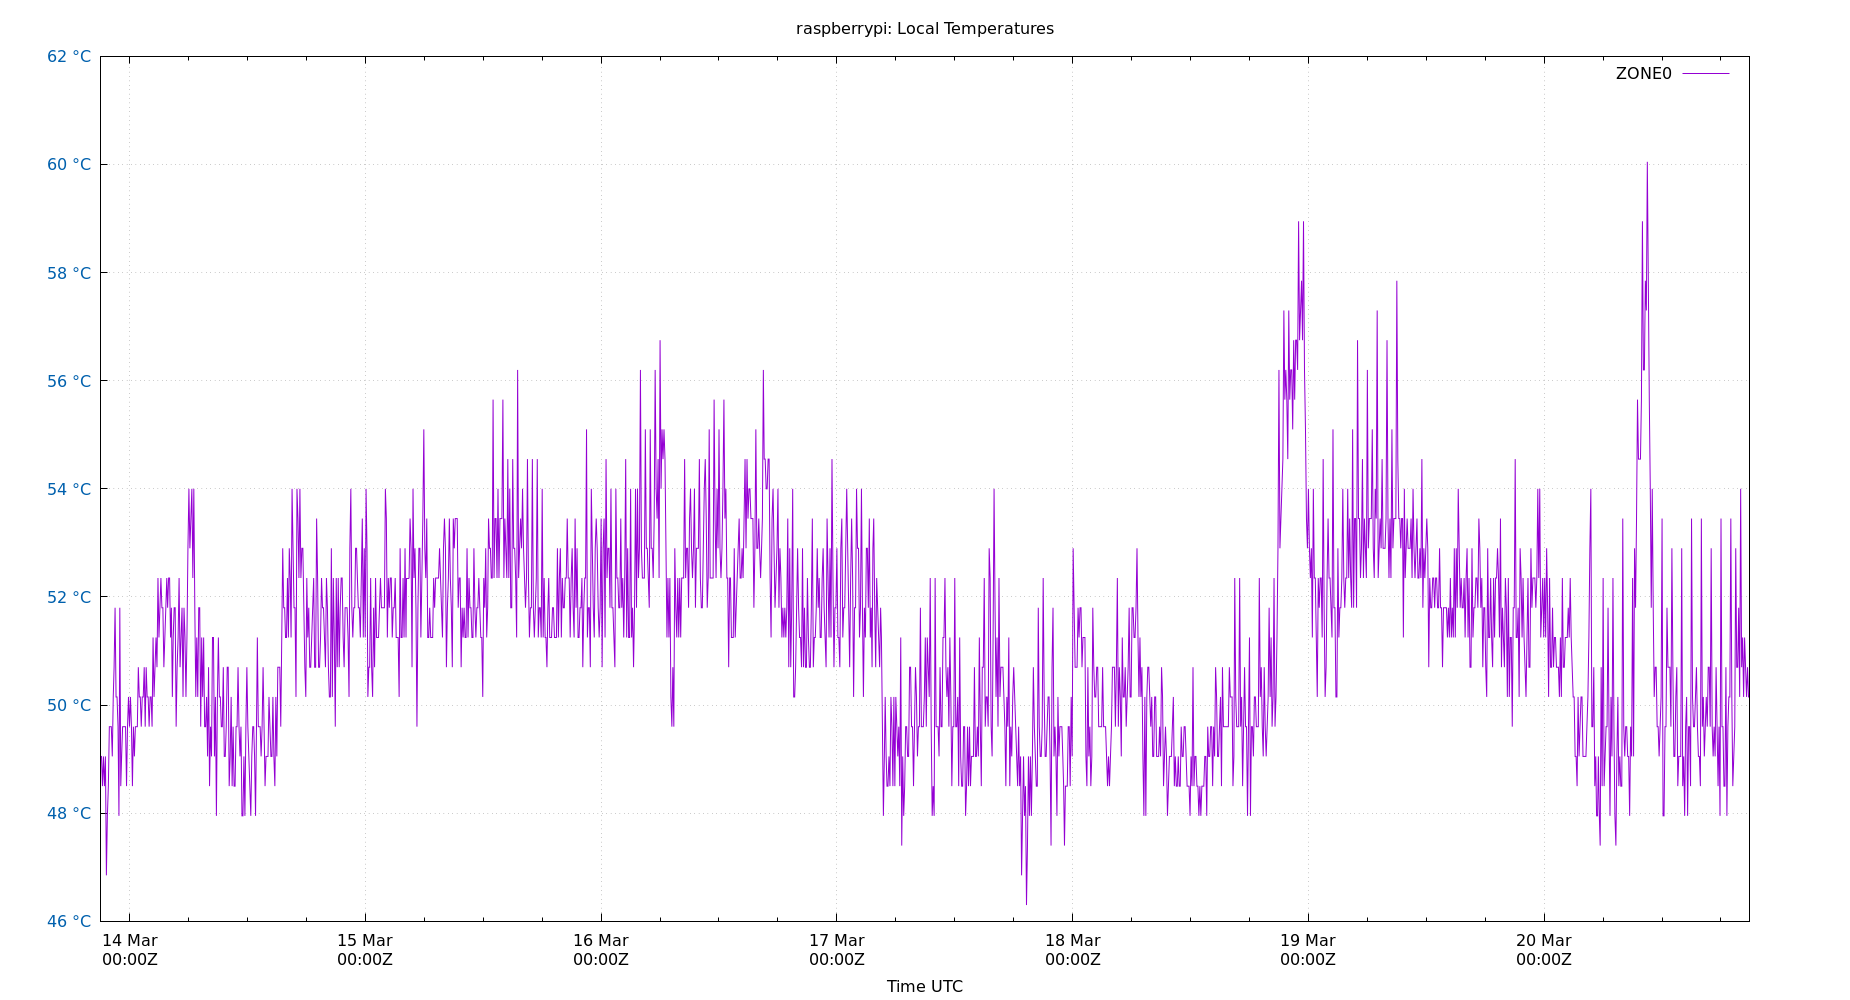 raspberrypi: Local Temperatures
62 °C
ZONE0
60 °C
58 °C
56 °C
54 °C
52 °C
50 °C
48 °C
46 °C
14 Mar 15 Mar 16 Mar 17 Mar 18 Mar 19 Mar 20 Mar
00:00Z 00:00Z 00:00Z 00:00Z 00:00Z 00:00Z 00:00Z
Time UTC